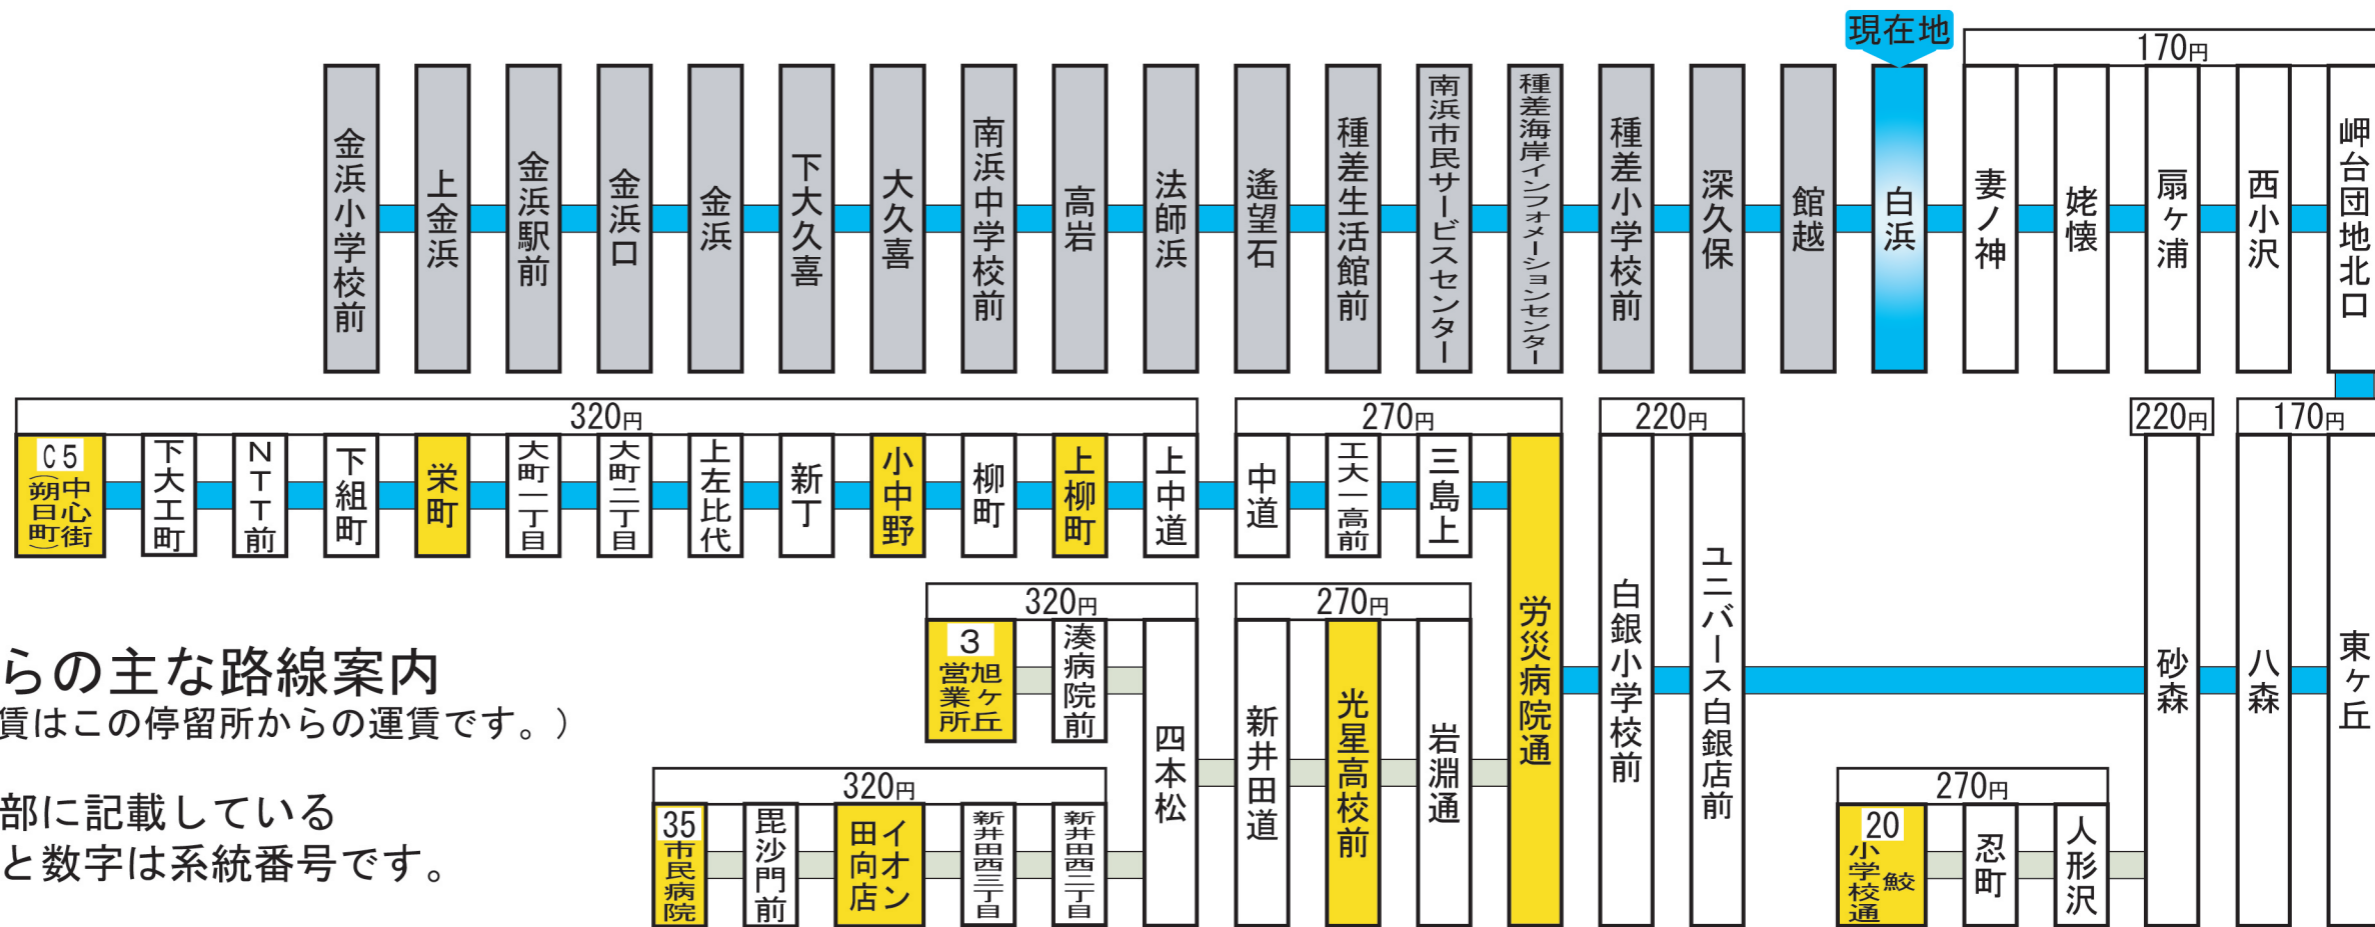 現在地
170円
金浜小学校前
上金浜
金浜駅前
金浜口
金浜
下大久喜
大久喜
南浜中学校前
高岩
法師浜
遙望石
種差生活館前
南浜市民サービスセンター
種差海岸インフォメーションセンター
種差小学校前
深久保
館越
白浜
妻ノ神
姥懐
扇ヶ浦
西小沢
岬台団地北口
320円
270円
220円
220円
170円
C5
中心街
(朔日町)
下大工町
NTT前
下組町
栄町
大町一丁目
大町二丁目
上左比代
新丁
小中野
柳町
上柳町
上中道
中道
工大一高前
三島上
労災病院通
白銀小学校前
ユニバース白銀店前
砂森
八森
東ヶ丘
320円
270円
3
旭ヶ丘
営業所
湊病院前
四本松
新井田道
光星高校前
岩淵通
らの主な路線案内
賃はこの停留所からの運賃です。)
部に記載している
と数字は系統番号です。
320円
35
市民病院
毘沙門前
イオン
田向店
新井田西三丁目
新井田西二丁目
270円
20
鮫
小学校通
忍町
人形沢